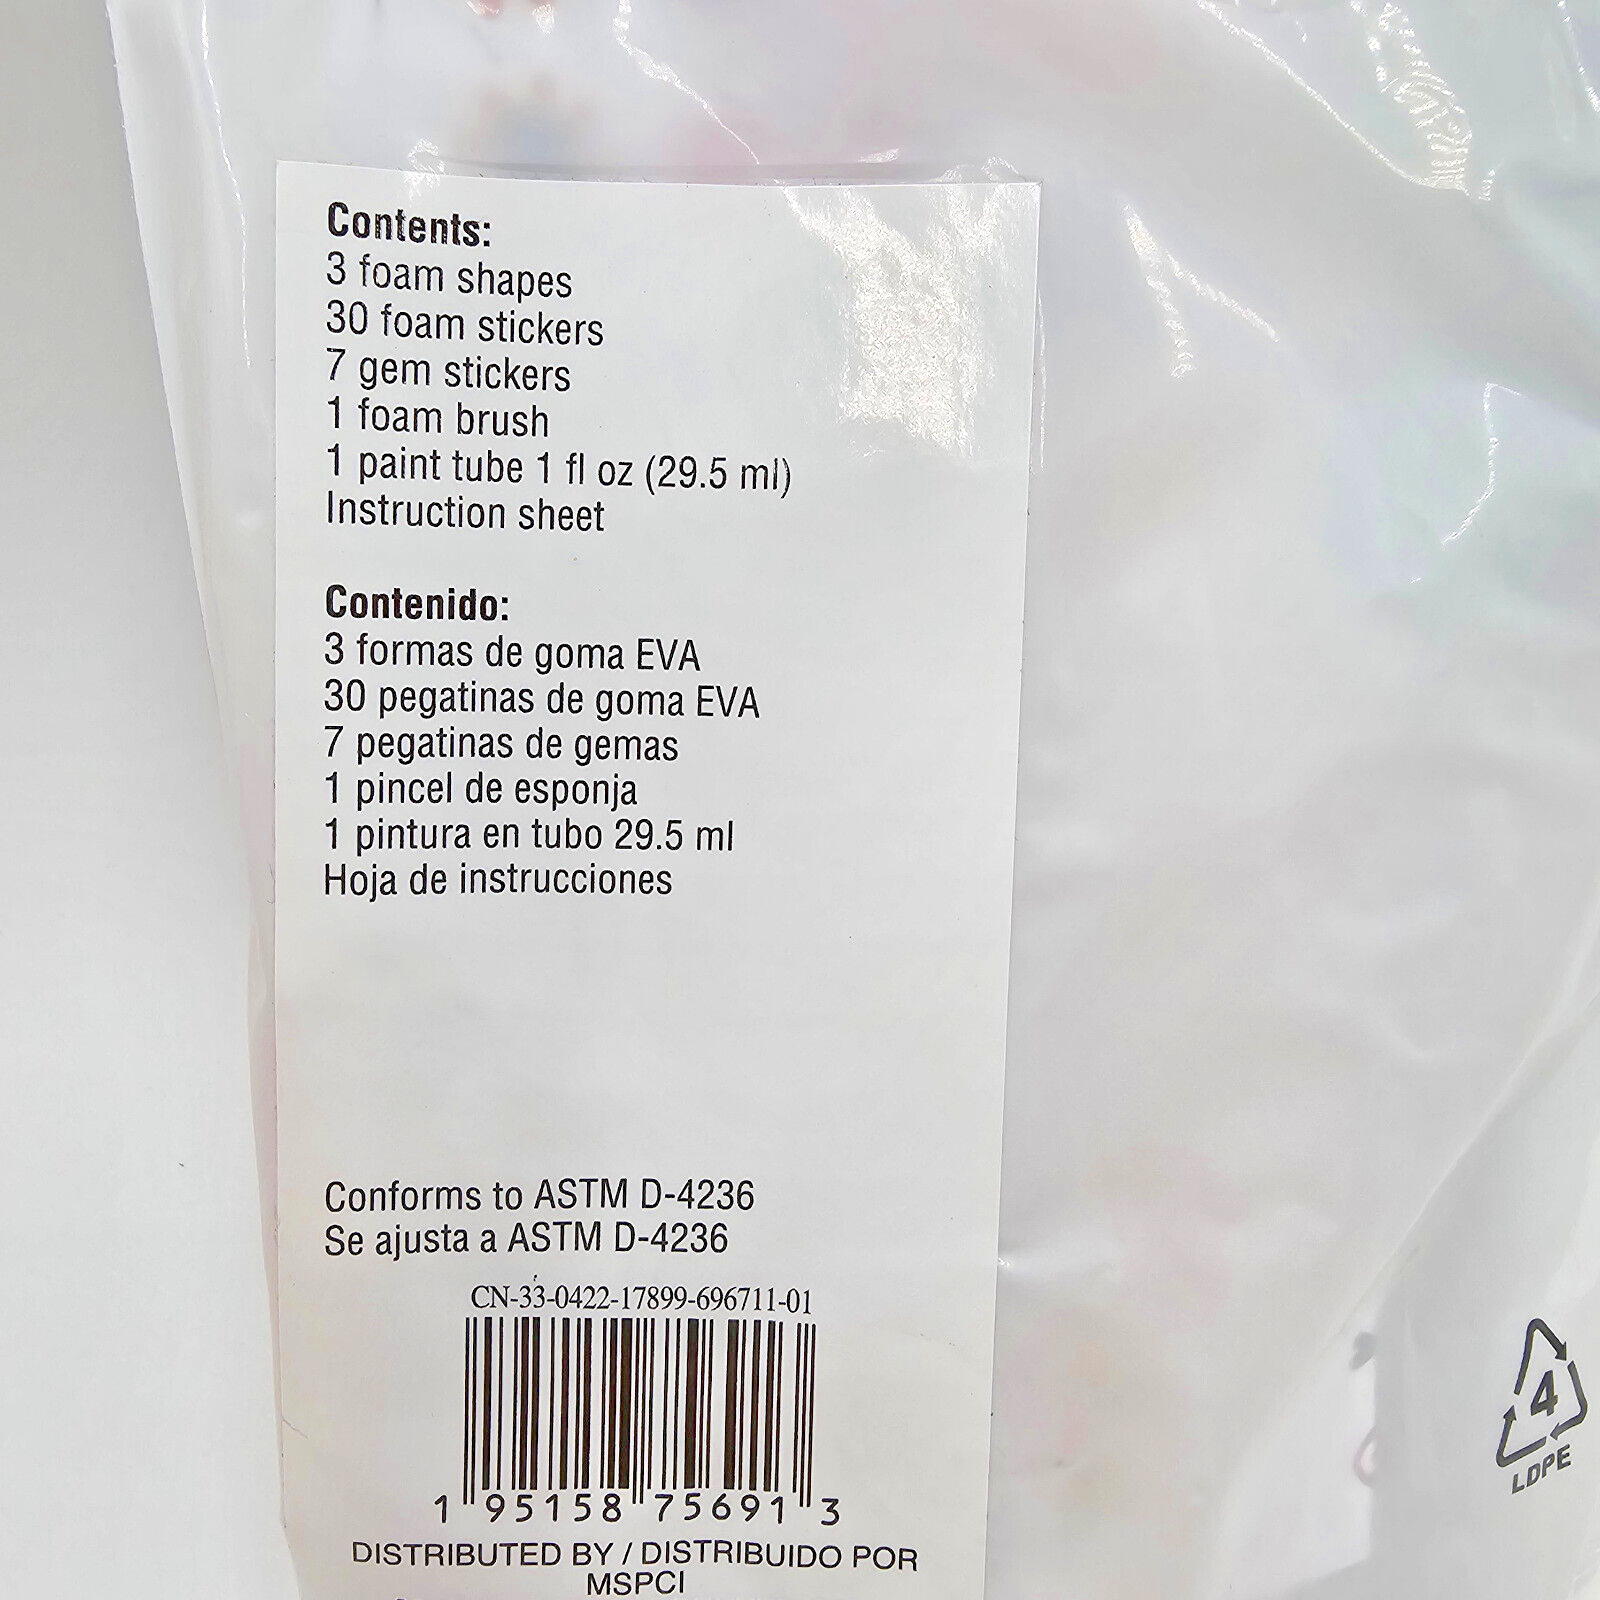 Contents:
3 foam shapes
30 foam stickers
7 gem stickers
1 foam brush
1 paint tube 1 fl oz (29.5 ml)
Instruction sheet
Contenido:
3 formas de goma EVA
30 pegatinas de goma EVA
7 pegatinas de gemas
1 pincel de esponja
1 pintura en tubo 29.5 ml
Hoja de instrucciones
Conforms to ASTM D-4236
Se ajusta a ASTM D-4236
CN-33-0422-17899-696711-01
1 95158 75691 3
DISTRIBUTED BY / DISTRIBUIDO POR
MSPCI
4
LDPE